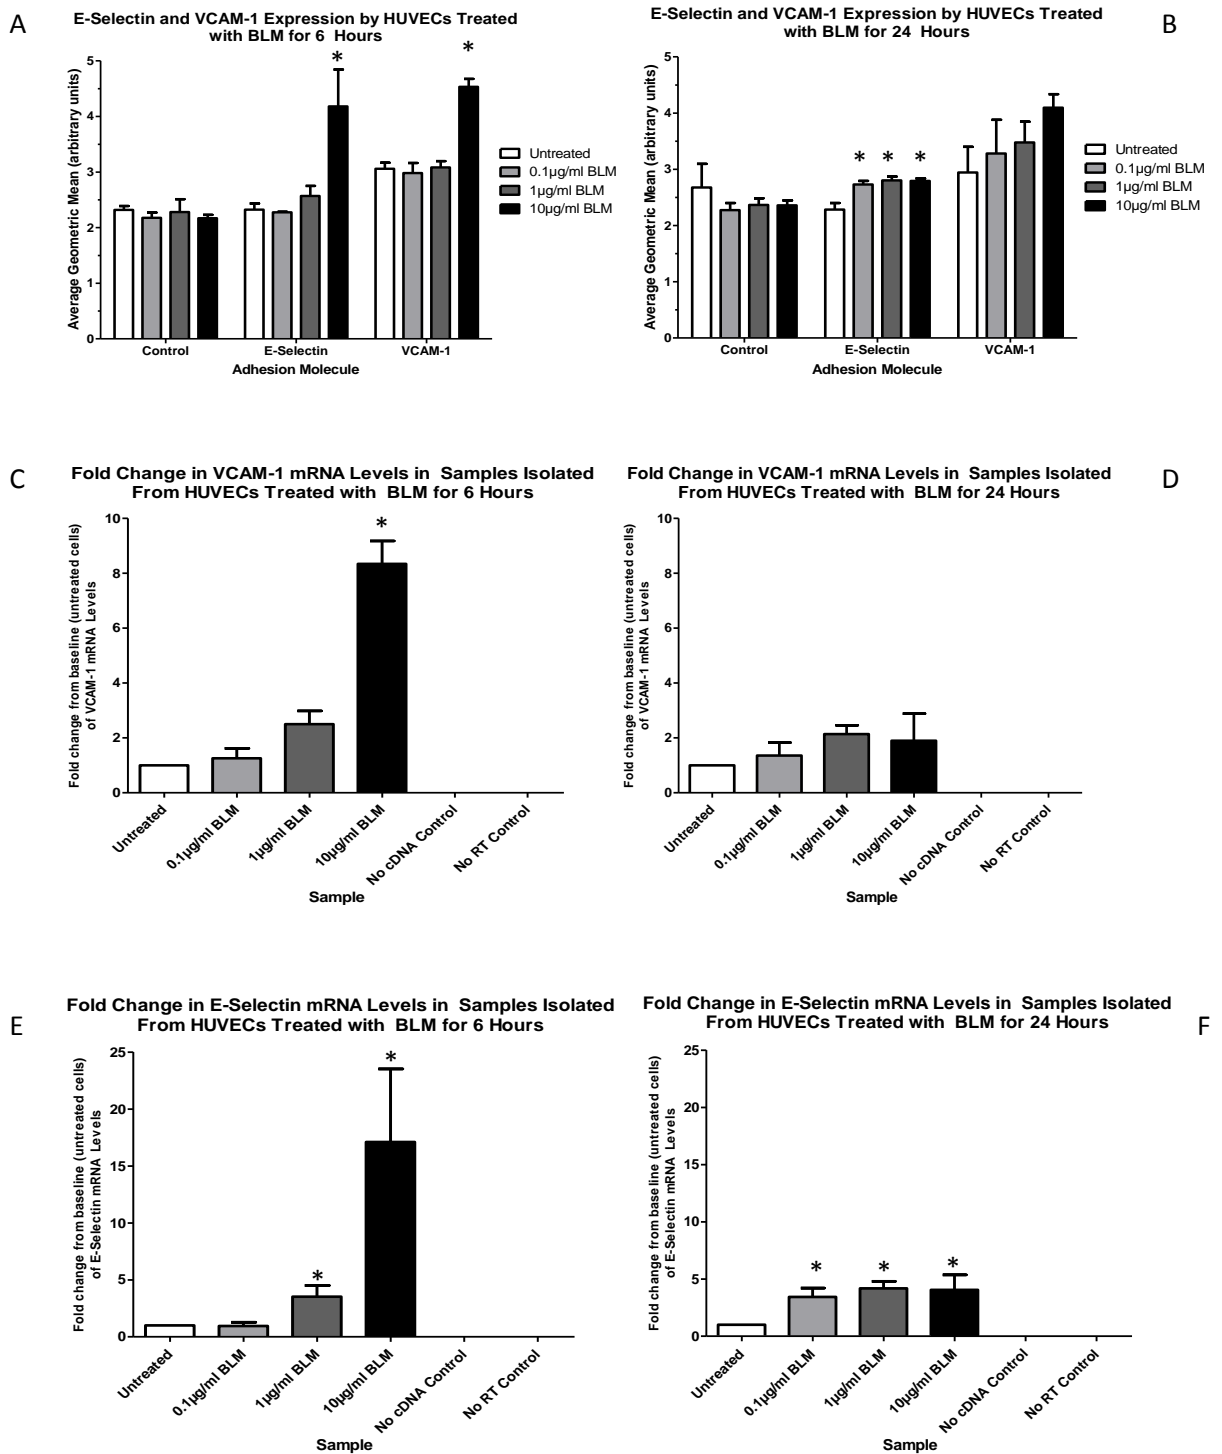 A
E-Selectin and VCAM-1 Expression by HUVECs Treated
with BLM for 6 Hours
Average Geometric Mean (arbitrary units)
5
4
3
2
1
0
*
*
Control
E-Selectin
VCAM-1
Adhesion Molecule
Untreated
0.1µg/ml BLM
1µg/ml BLM
10µg/ml BLM
B
E-Selectin and VCAM-1 Expression by HUVECs Treated
with BLM for 24 Hours
Average Geometric Mean (arbitrary units)
5
4
3
2
1
0
* * *
Control
E-Selectin
VCAM-1
Adhesion Molecule
Untreated
0.1µg/ml BLM
1µg/ml BLM
10µg/ml BLM
C
Fold Change in VCAM-1 mRNA Levels in Samples Isolated
From HUVECs Treated with BLM for 6 Hours
Fold change from baseline (untreated cells)
of VCAM-1 mRNA Levels
10
8
6
4
2
0
*
Untreated
0.1µg/ml BLM
1µg/ml BLM
10µg/ml BLM
No cDNA Control
No RT Control
Sample
D
Fold Change in VCAM-1 mRNA Levels in Samples Isolated
From HUVECs Treated with BLM for 24 Hours
Fold change from baseline (untreated cells)
of VCAM-1 mRNA Levels
10
8
6
4
2
0
Untreated
0.1µg/ml BLM
1µg/ml BLM
10µg/ml BLM
No cDNA Control
No RT Control
Sample
E
Fold Change in E-Selectin mRNA Levels in Samples Isolated
From HUVECs Treated with BLM for 6 Hours
Fold change from baseline (untreated cells)
of E-Selectin mRNA Levels
25
20
15
10
5
0
*
*
Untreated
0.1µg/ml BLM
1µg/ml BLM
10µg/ml BLM
No cDNA Control
No RT Control
Sample
F
Fold Change in E-Selectin mRNA Levels in Samples Isolated
From HUVECs Treated with BLM for 24 Hours
Fold change from baseline (untreated cells)
of E-Selectin mRNA Levels
25
20
15
10
5
0
* * *
Untreated
0.1µg/ml BLM
1µg/ml BLM
10µg/ml BLM
No cDNA Control
No RT Control
Sample